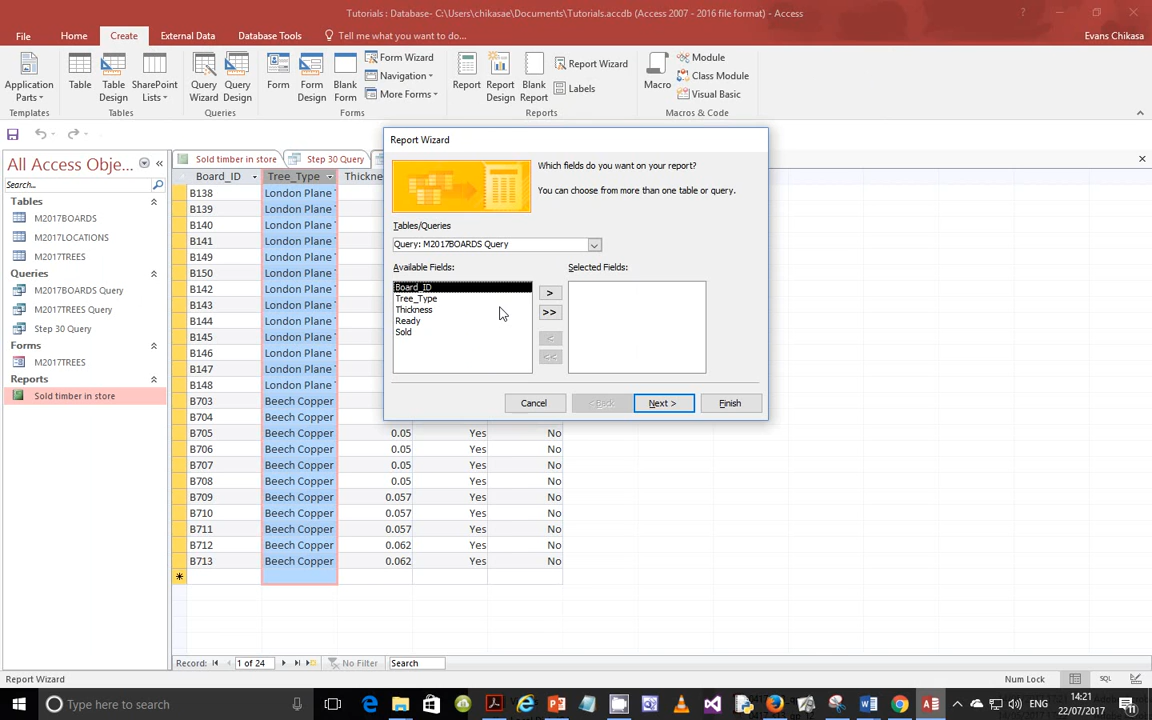 Tutorials : Database- C:\Users\chikasae\Documents\Tutorials.accdb (Access 2007 - 2016 file format) - Access
File Home Create External Data Database Tools Tell me what you want to do... Evans Chikasa
Application Parts
Table
Table Design
SharePoint Lists
Query Wizard
Query Design
Form
Form Design
Blank Form
Form Wizard
Navigation
More Forms
Report
Report Design
Blank Report
Report Wizard
Labels
Macro
Module
Class Module
Visual Basic
Templates Tables Queries Forms Reports Macros & Code
All Access Obje...
Search...
Tables
M2017BOARDS
M2017LOCATIONS
M2017TREES
Queries
M2017BOARDS Query
M2017TREES Query
Step 30 Query
Forms
M2017TREES
Reports
Sold timber in store
Sold timber in store Step 30 Query
Board_ID Tree_Type Thickne
B138 London Plane
B139 London Plane
B140 London Plane
B141 London Plane
B149 London Plane
B150 London Plane
B142 London Plane
B143 London Plane
B144 London Plane
B145 London Plane
B146 London Plane
B147 London Plane
B148 London Plane
B703 Beech Copper
B704 Beech Copper
B705 Beech Copper 0.05 Yes No
B706 Beech Copper 0.05 Yes No
B707 Beech Copper 0.05 Yes No
B708 Beech Copper 0.05 Yes No
B709 Beech Copper 0.057 Yes No
B710 Beech Copper 0.057 Yes No
B711 Beech Copper 0.057 Yes No
B712 Beech Copper 0.062 Yes No
B713 Beech Copper 0.062 Yes No
Report Wizard
Which fields do you want on your report?
You can choose from more than one table or query.
Tables/Queries
Query: M2017BOARDS Query
Available Fields: Selected Fields:
Board_ID
Tree_Type
Thickness
Ready
Sold
>
>>
<
<<
Cancel < Back Next > Finish
Record: 1 of 24 No Filter Search
Report Wizard Num Lock SQL
Type here to search ENG 14:21
22/07/2017 11